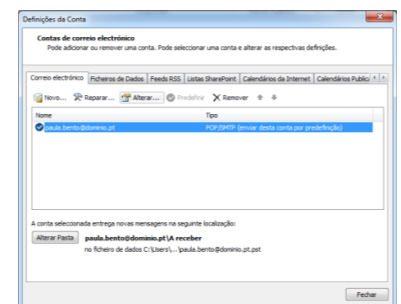 Definições da Conta
Contas de correio electrónico
Pode adicionar ou remover uma conta. Pode seleccionar uma conta e alterar as respectivas definições.
Correio electrónico Ficheiros de Dados Feeds RSS Listas SharePoint Calendários da Internet Calendários Public
Novo... Reparar... Alterar... Predefinir Remover
Nome Tipo
paula.bento@dominio.pt POP/SMTP (enviar desta conta por predefinição)
A conta seleccionada entrega novas mensagens na seguinte localização:
Alterar Pasta paula.bento@dominio.pt\A receber
no ficheiro de dados C:\Users\...\paula.bento@dominio.pt.pst
Fechar